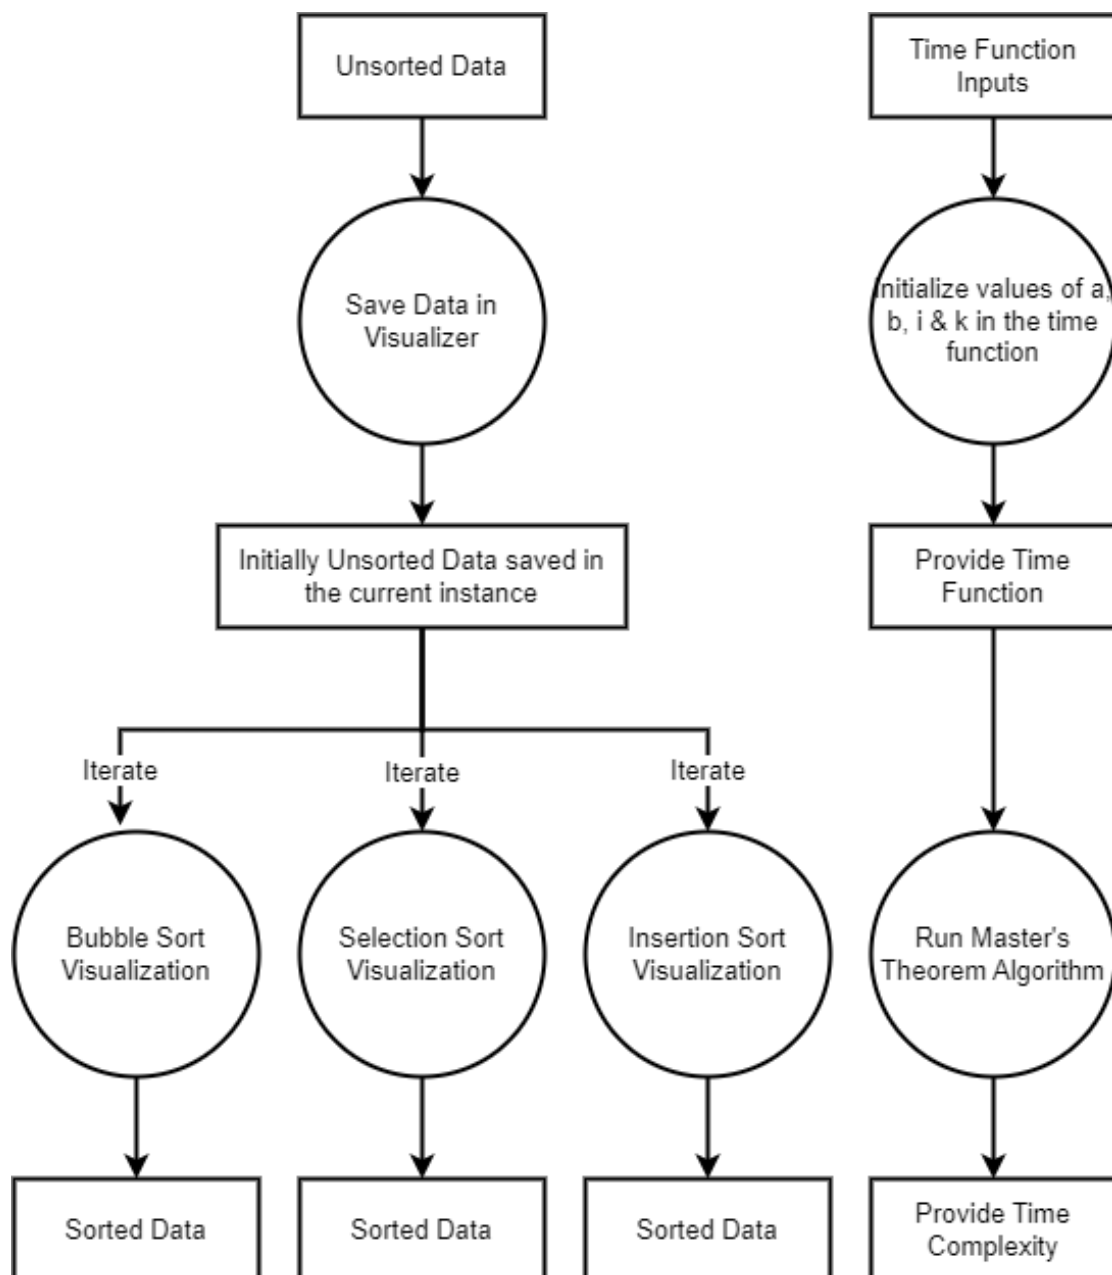 Unsorted Data
Time Function
Inputs
Save Data in
Visualizer
Initialize values of a,
b, i & k in the time
function
Initially Unsorted Data saved in
the current instance
Provide Time
Function
Iterate
Iterate
Iterate
Bubble Sort
Visualization
Selection Sort
Visualization
Insertion Sort
Visualization
Run Master's
Theorem Algorithm
Sorted Data
Sorted Data
Sorted Data
Provide Time
Complexity